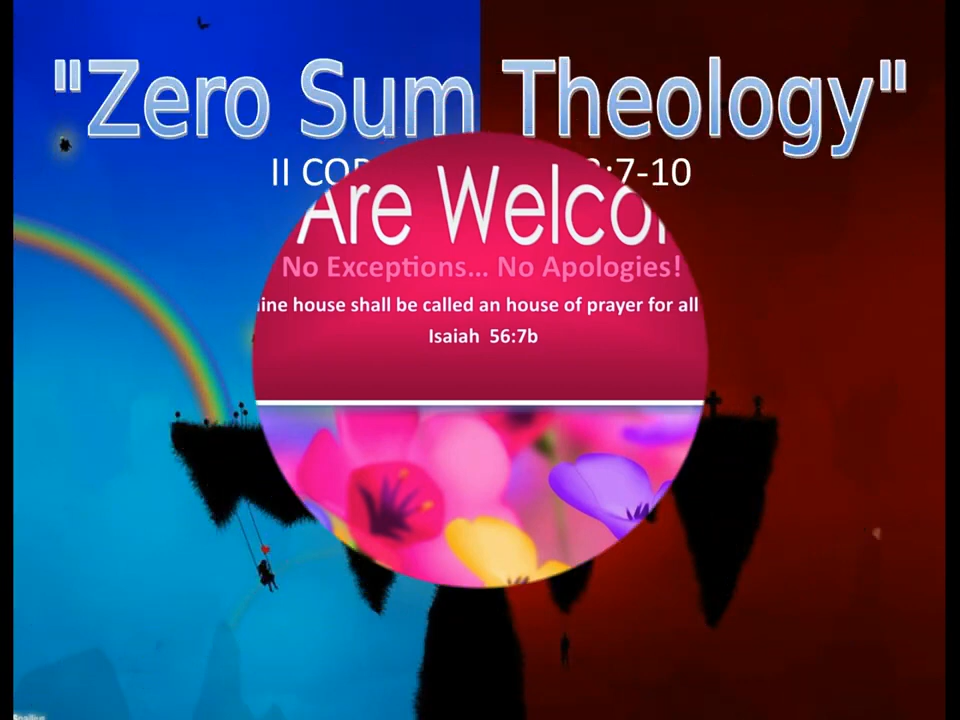 "Zero Sum Theology"
II COR :7-10
Are Welco
No Exceptions... No Apologies!
ine house shall be called an house of prayer for all
Isaiah 56:7b